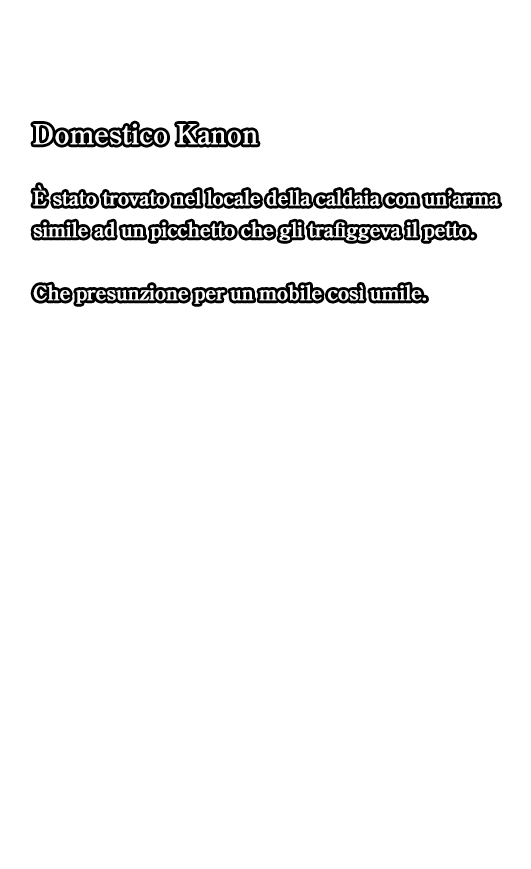 Domestico Kanon
È stato trovato nel locale della caldaia con un'arma
simile ad un picchetto che gli trafiggeva il petto.
Che presunzione per un mobile così umile.